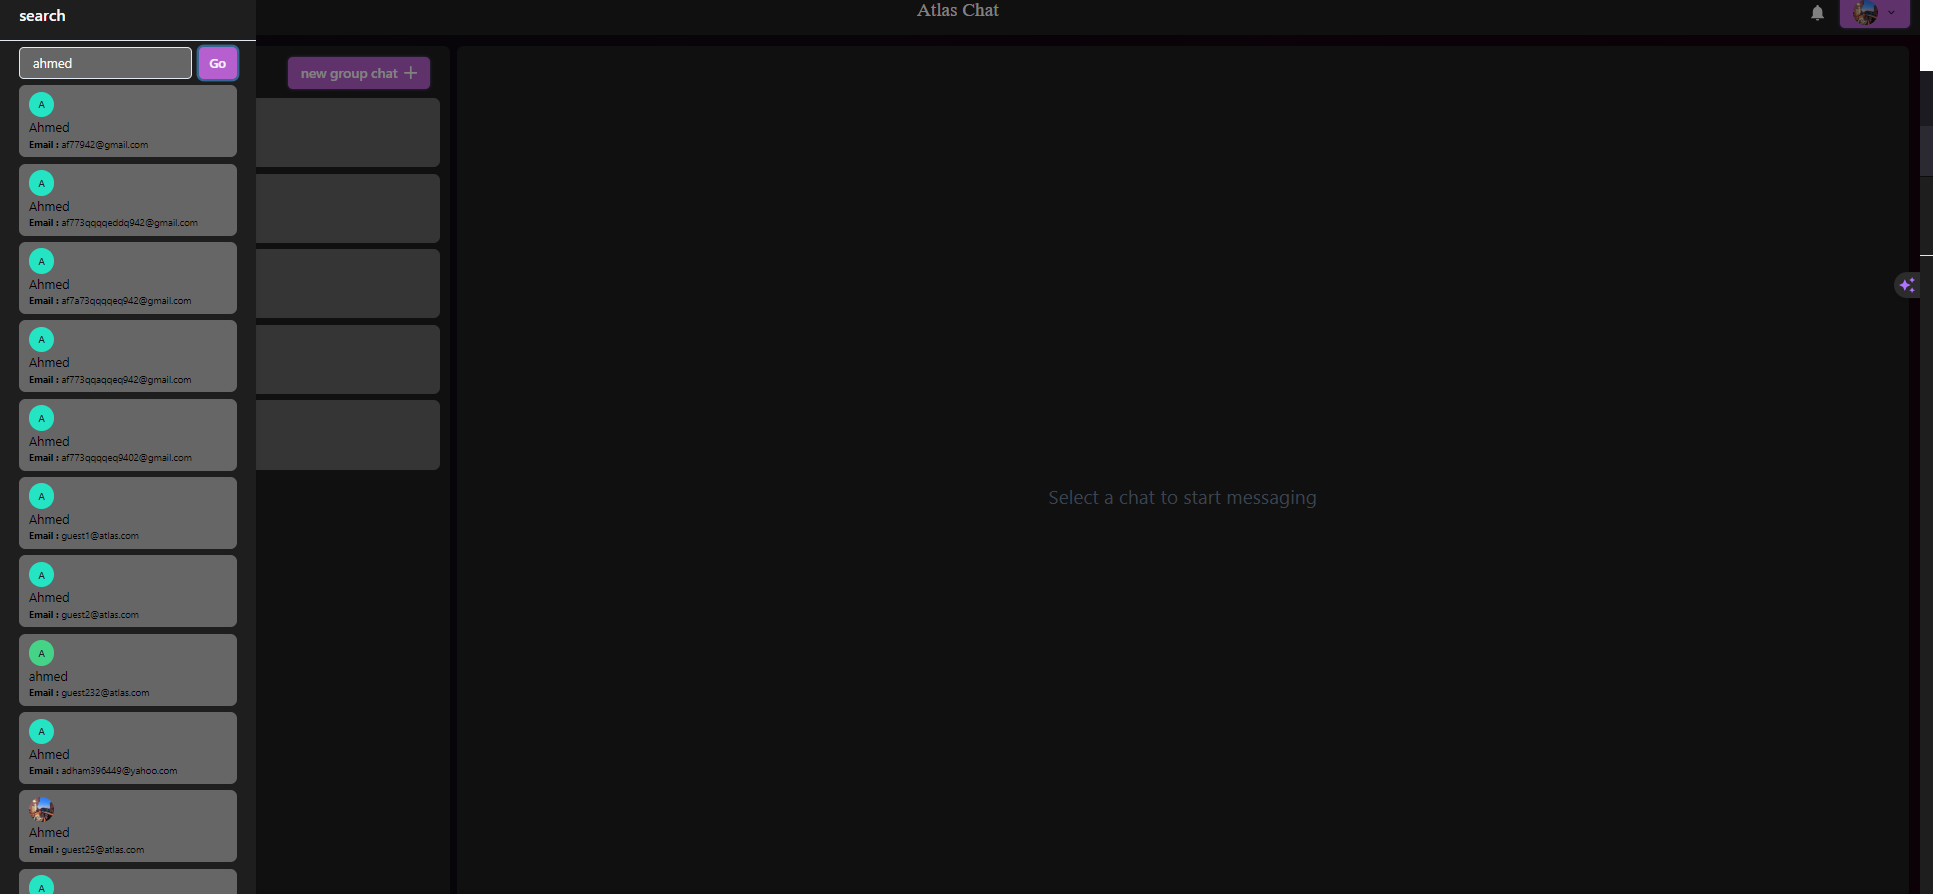 search
Atlas Chat
ahmed
Go
new group chat
A
Ahmed
Email : af77942@gmail.com
A
Ahmed
Email : af773qqqqeddq942@gmail.com
A
Ahmed
Email : af7a73qqqqeq942@gmail.com
A
Ahmed
Email : af773qqaqqeq942@gmail.com
A
Ahmed
Email : af773qqqqeq9402@gmail.com
A
Ahmed
Email : guest1@atlas.com
A
Ahmed
Email : guest2@atlas.com
A
ahmed
Email : guest232@atlas.com
A
Ahmed
Email : adham396449@yahoo.com
Ahmed
Email : guest25@atlas.com
A
Select a chat to start messaging